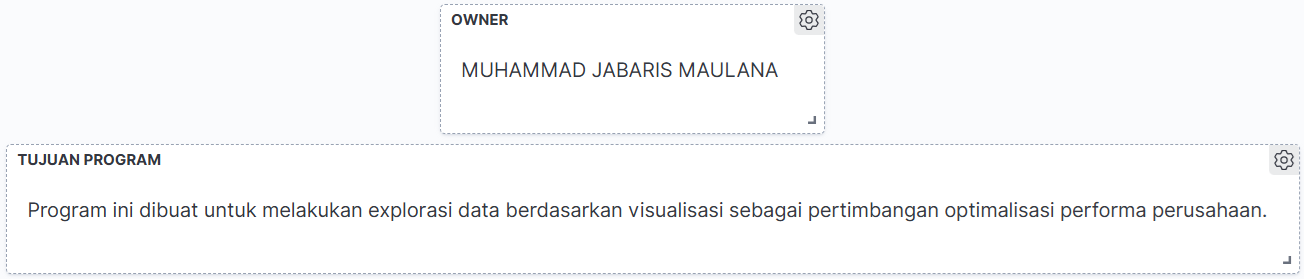 OWNER
MUHAMMAD JABARIS MAULANA
TUJUAN PROGRAM
Program ini dibuat untuk melakukan explorasi data berdasarkan visualisasi sebagai pertimbangan optimalisasi performa perusahaan.